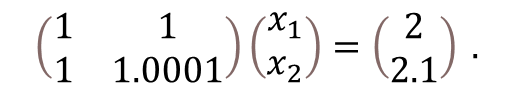 (1 1) (x₁) = (2)
(1 1.0001) (x₂) (2.1) .